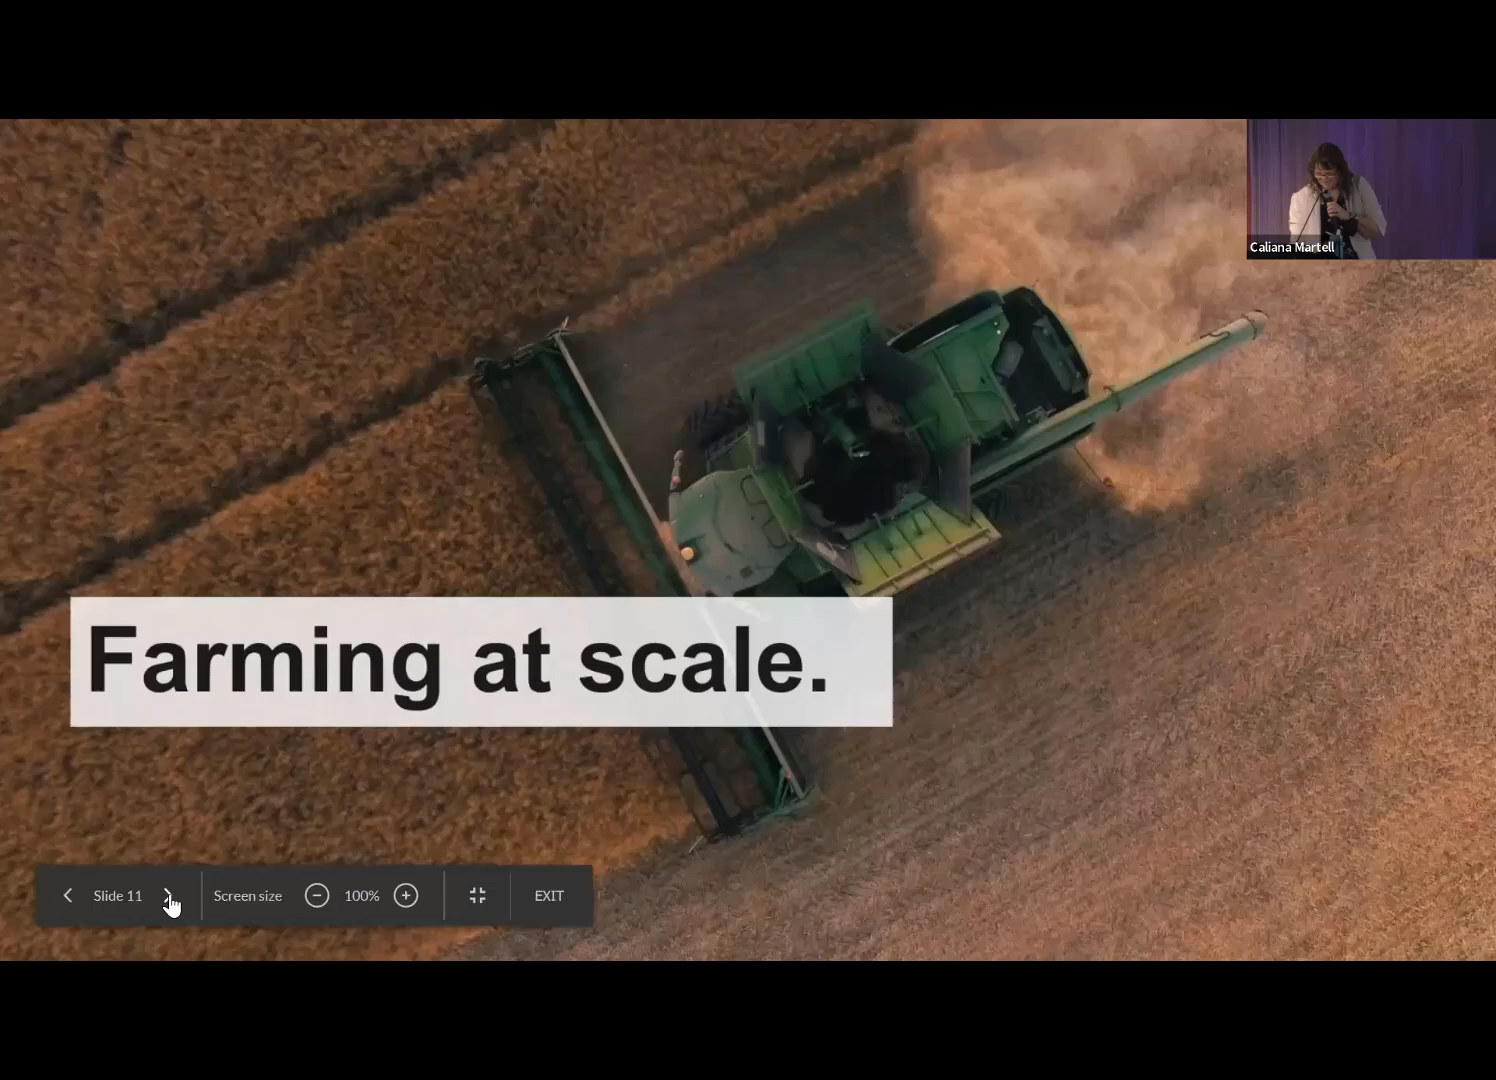 Caliana Martell
Farming at scale.
Slide 11
Screen size
100%
EXIT